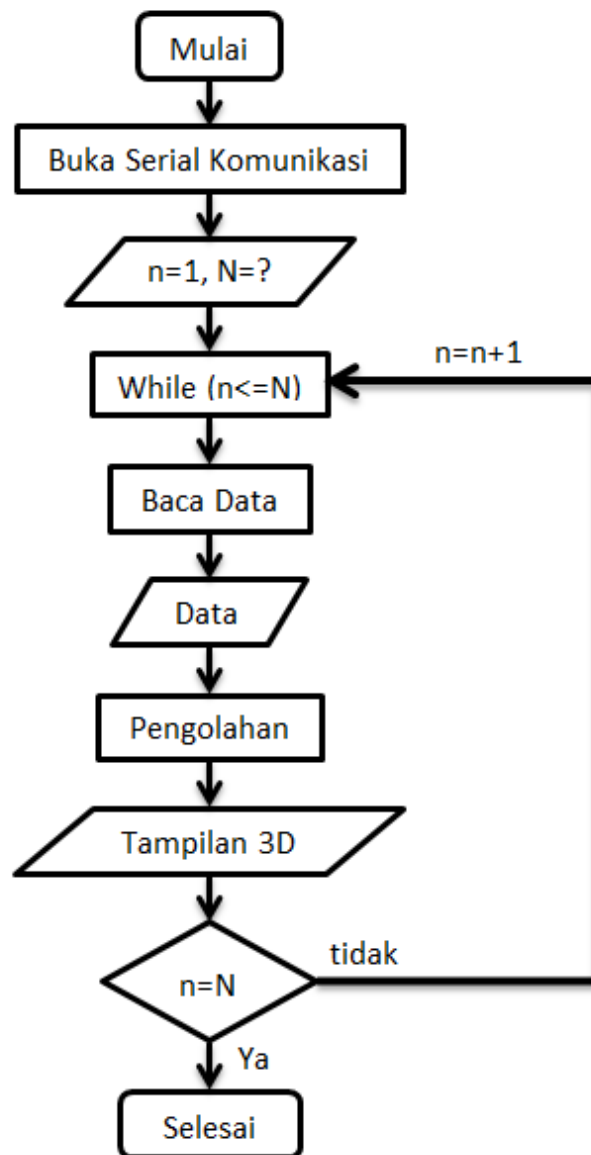 Mulai
Buka Serial Komunikasi
n=1, N=?
n=n+1
While (n<=N)
Baca Data
Data
Pengolahan
Tampilan 3D
n=N
tidak
Ya
Selesai